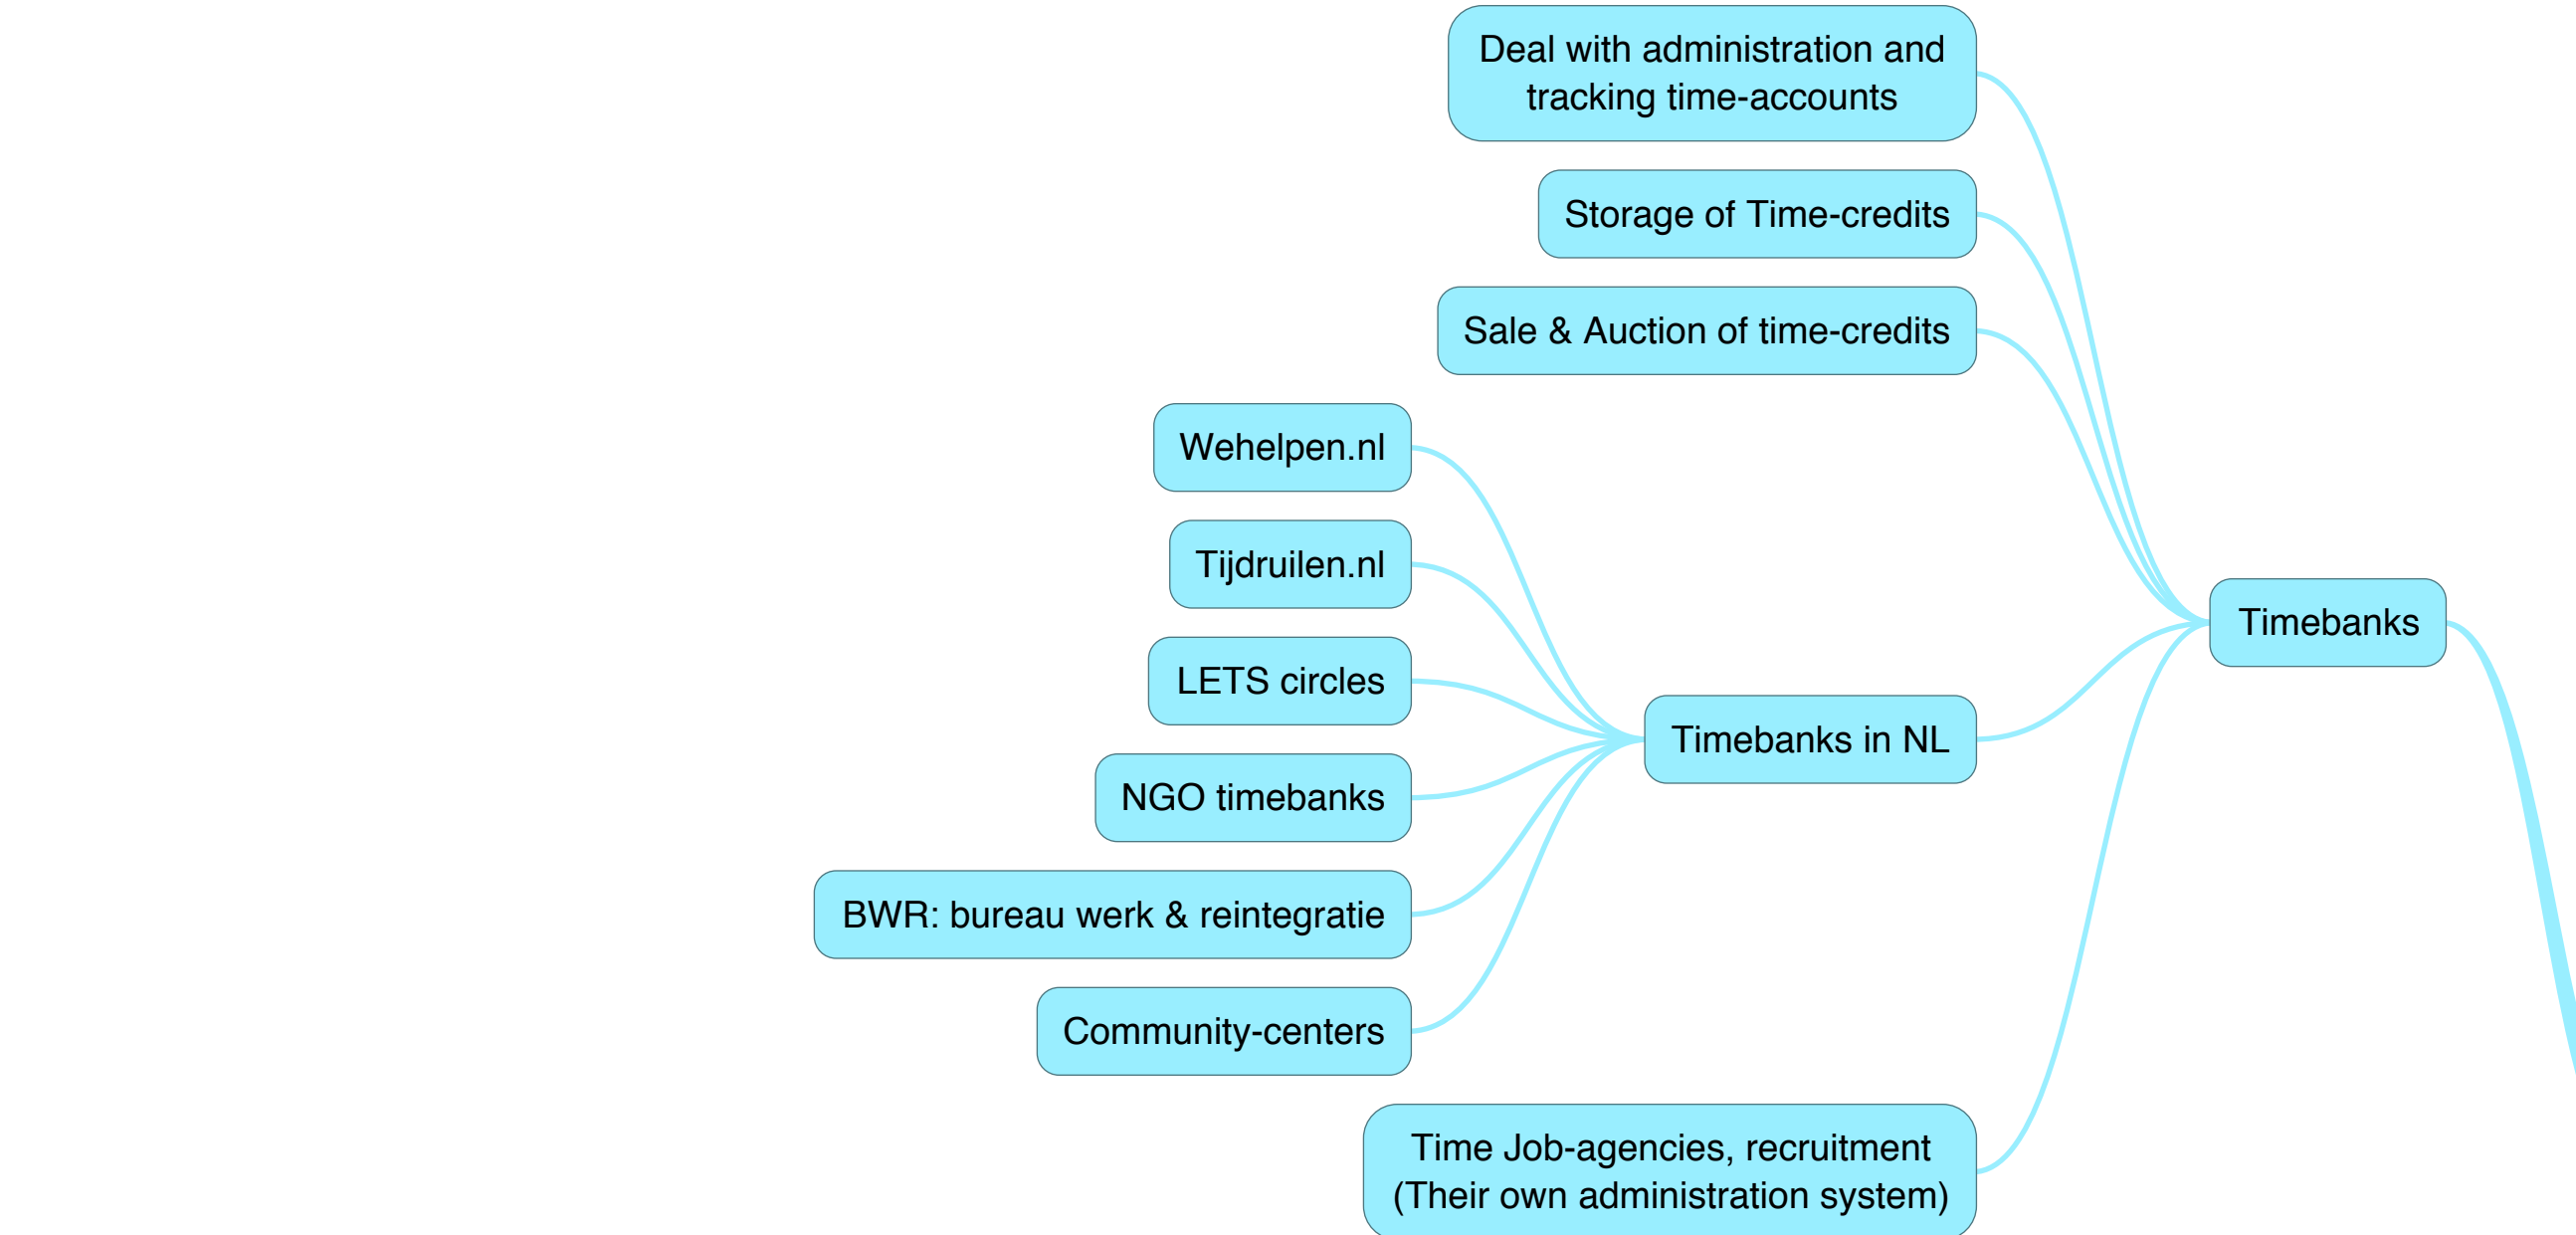 Deal with administration and
tracking time-accounts
Storage of Time-credits
Sale & Auction of time-credits
Wehelpen.nl
Tijdruilen.nl
LETS circles
NGO timebanks
BWR: bureau werk & reintegratie
Community-centers
Timebanks in NL
Timebanks
Time Job-agencies, recruitment
(Their own administration system)